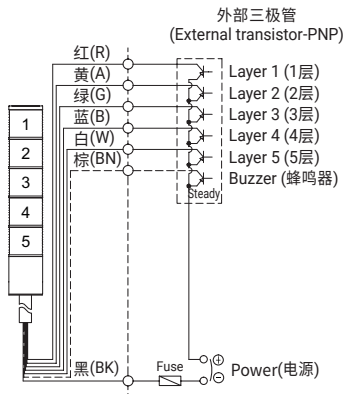 外部三极管
(External transistor-PNP)
红(R)
黄(A)
绿(G)
蓝(B)
白(W)
棕(BN)
Layer 1 (1层)
Layer 2 (2层)
Layer 3 (3层)
Layer 4 (4层)
Layer 5 (5层)
Buzzer (蜂鸣器)
Steady
1
2
3
4
5
黑(BK)
Fuse
Power(电源)